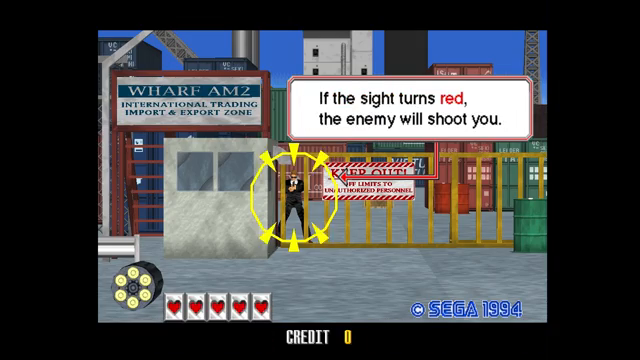 WHARF AM2
INTERNATIONAL TRADING
IMPORT & EXPORT ZONE
If the sight turns red,
the enemy will shoot you.
KEEP OUT!
OFF LIMITS TO
UNAUTHORIZED PERSONNEL
© SEGA 1994
CREDIT 0